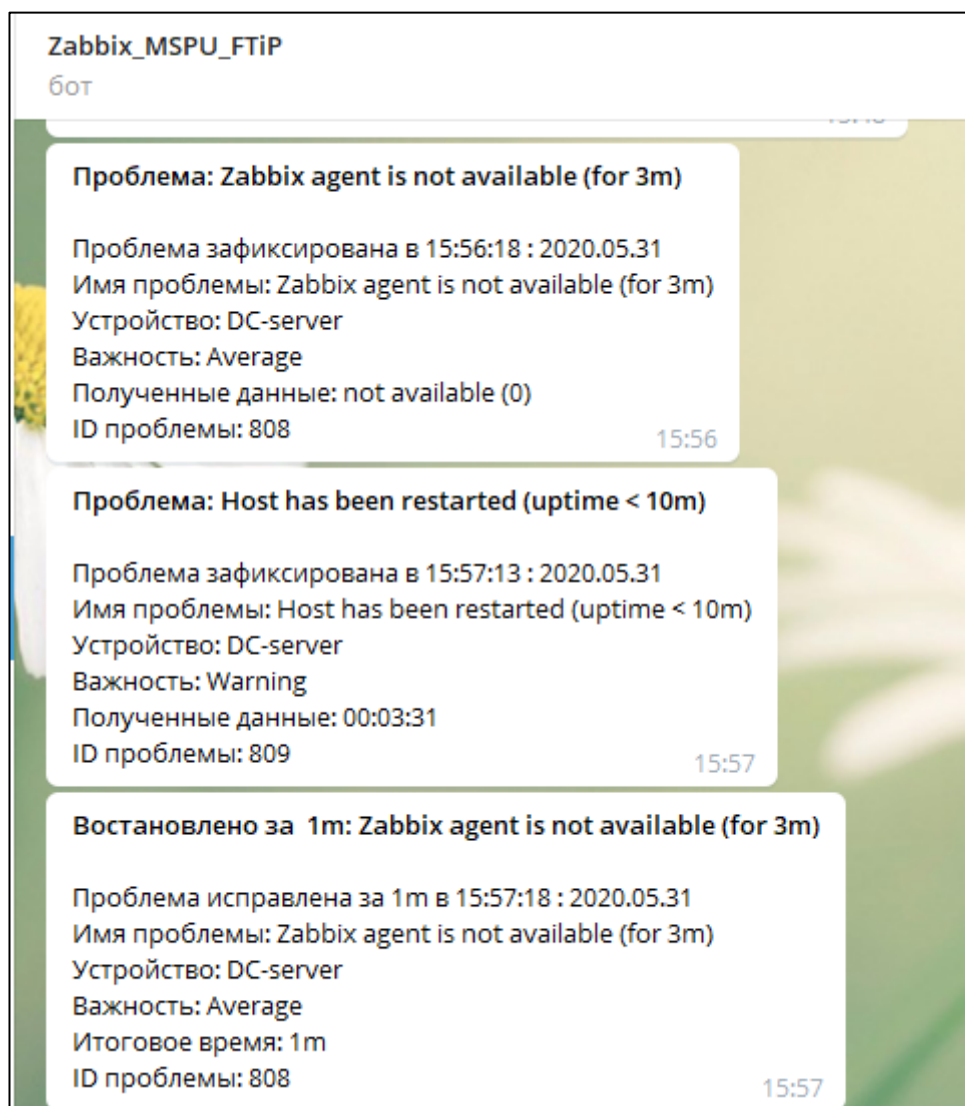 Zabbix_MSPU_FTiP
бот
Проблема: Zabbix agent is not available (for 3m)
Проблема зафиксирована в 15:56:18 : 2020.05.31
Имя проблемы: Zabbix agent is not available (for 3m)
Устройство: DC-server
Важность: Average
Полученные данные: not available (0)
ID проблемы: 808
15:56
Проблема: Host has been restarted (uptime < 10m)
Проблема зафиксирована в 15:57:13 : 2020.05.31
Имя проблемы: Host has been restarted (uptime < 10m)
Устройство: DC-server
Важность: Warning
Полученные данные: 00:03:31
ID проблемы: 809
15:57
Востановлено за  1m: Zabbix agent is not available (for 3m)
Проблема исправлена за 1m в 15:57:18 : 2020.05.31
Имя проблемы: Zabbix agent is not available (for 3m)
Устройство: DC-server
Важность: Average
Итоговое время: 1m
ID проблемы: 808
15:57